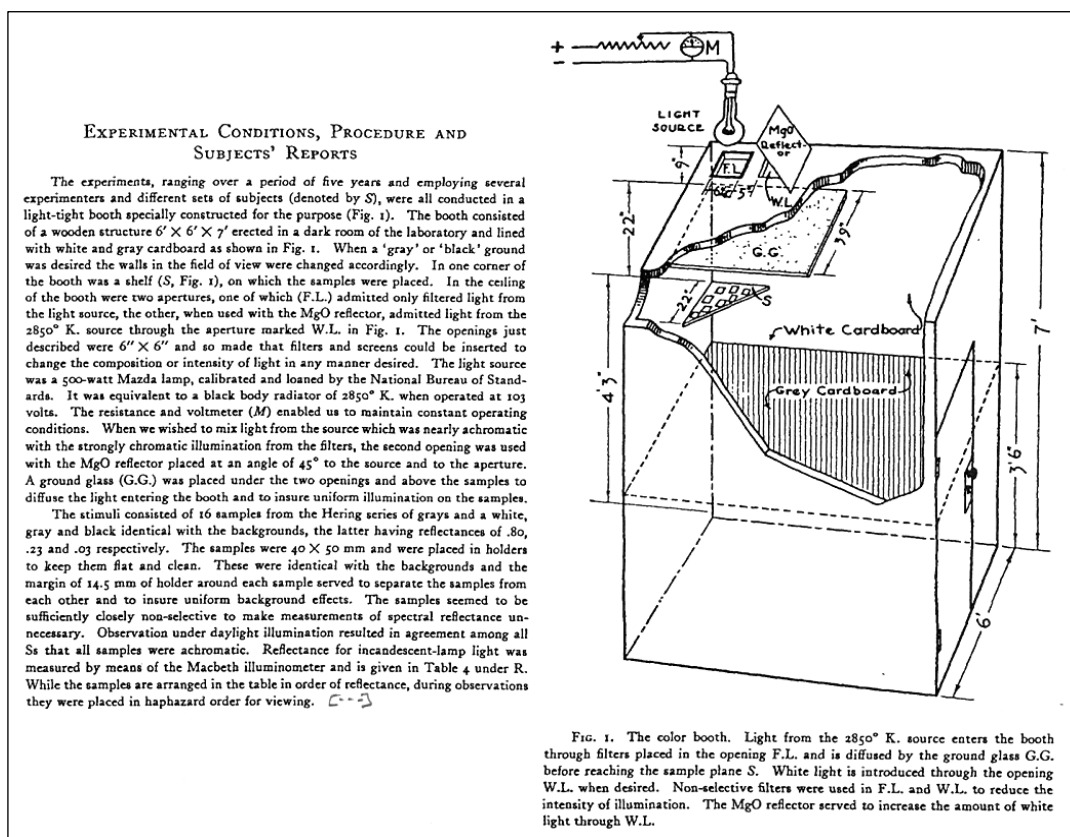 EXPERIMENTAL CONDITIONS, PROCEDURE AND
SUBJECTS' REPORTS
The experiments, ranging over a period of five years and employing several
experimenters and different sets of subjects (denoted by S), were all conducted in a
light-tight booth specially constructed for the purpose (Fig. 1). The booth consisted
of a wooden structure 6' X 6' X 7' erected in a dark room of the laboratory and lined
with white and gray cardboard as shown in Fig. 1. When a 'gray' or 'black' ground
was desired the walls in the field of view were changed accordingly. In one corner of
the booth was a shelf (S, Fig. 1), on which the samples were placed. In the ceiling
of the booth were two apertures, one of which (F.L.) admitted only filtered light from
the light source, the other, when used with the MgO reflector, admitted light from the
2850° K. source through the aperture marked W.L. in Fig. 1. The openings just
described were 6" X 6" and so made that filters and screens could be inserted to
change the composition or intensity of light in any manner desired. The light source
was a 500-watt Mazda lamp, calibrated and loaned by the National Bureau of Stand-
ards. It was equivalent to a black body radiator of 2850° K. when operated at 103
volts. The resistance and voltmeter (M) enabled us to maintain constant operating
conditions. When we wished to mix light from the source which was nearly achromatic
with the strongly chromatic illumination from the filters, the second opening was used
with the MgO reflector placed at an angle of 45° to the source and to the aperture.
A ground glass (G.G.) was placed under the two openings and above the samples to
diffuse the light entering the booth and to insure uniform illumination on the samples.
The stimuli consisted of 16 samples from the Hering series of grays and a white,
gray and black identical with the backgrounds, the latter having reflectances of .80,
.23 and .03 respectively. The samples were 40 X 50 mm and were placed in holders
to keep them flat and clean. These were identical with the backgrounds and the
margin of 14.5 mm of holder around each sample served to separate the samples from
each other and to insure uniform background effects. The samples seemed to be
sufficiently closely non-selective to make measurements of spectral reflectance un-
necessary. Observation under daylight illumination resulted in agreement among all
Ss that all samples were achromatic. Reflectance for incandescent-lamp light was
measured by means of the Macbeth illuminometer and is given in Table 4 under R.
While the samples are arranged in the table in order of reflectance, during observations
they were placed in haphazard order for viewing. [---]
+
M
-
LIGHT
SOURCE
MgO
Reflect-
or
9"
F.L.
5"
W.L.
22"
G.G.
39"
22"
S
White Cardboard
7'
4'3"
Grey Cardboard
3'6"
6'
FIG. 1. The color booth. Light from the 2850° K. source enters the booth
through filters placed in the opening F.L. and is diffused by the ground glass G.G.
before reaching the sample plane S. White light is introduced through the opening
W.L. when desired. Non-selective filters were used in F.L. and W.L. to reduce the
intensity of illumination. The MgO reflector served to increase the amount of white
light through W.L.